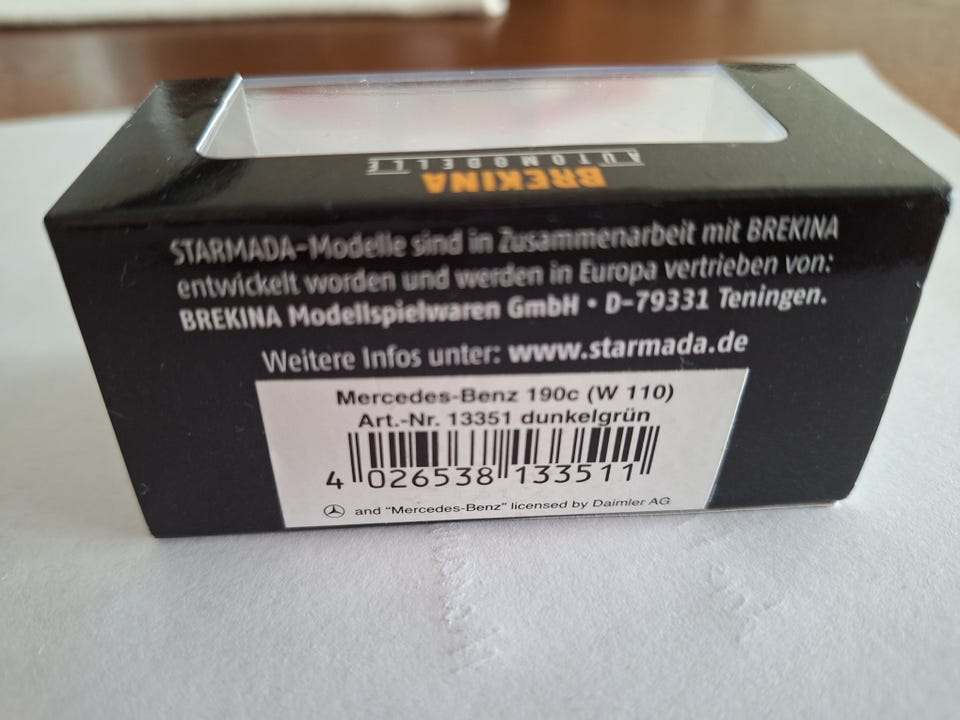 BREKINA
AUTOMODELLE
STARMADA-Modelle sind in Zusammenarbeit mit BREKINA
entwickelt worden und werden in Europa vertrieben von:
BREKINA Modellspielwaren GmbH • D-79331 Teningen.
Weitere Infos unter: www.starmada.de
Mercedes-Benz 190c (W 110)
Art.-Nr. 13351 dunkelgrün
4 026538 133511
and "Mercedes-Benz" licensed by Daimler AG